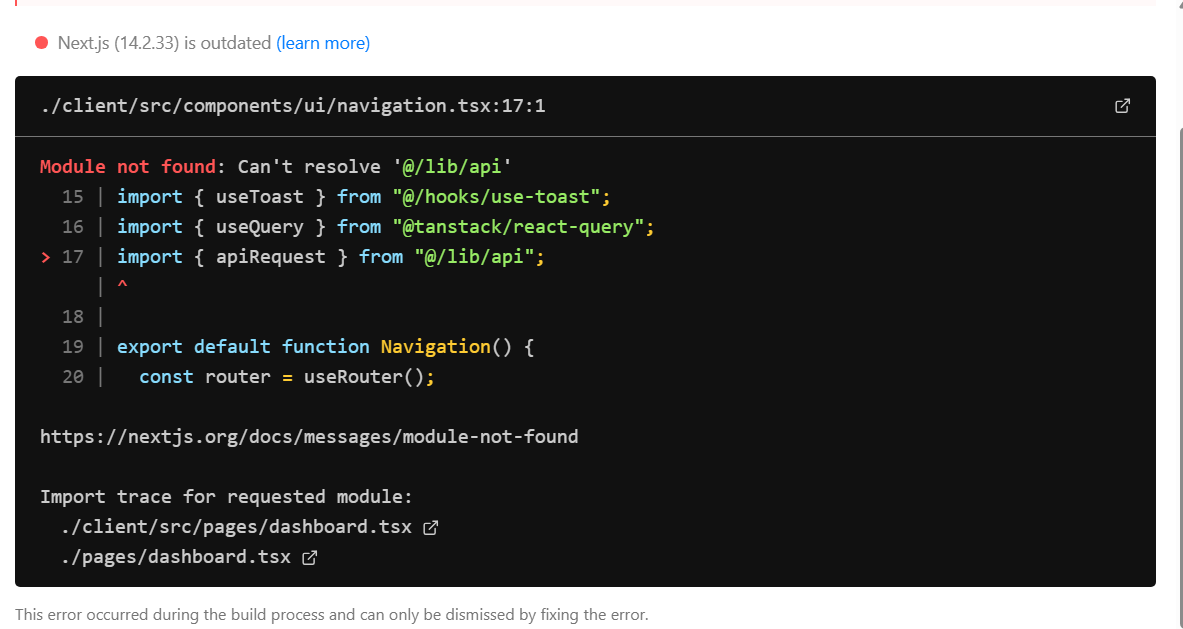 Next.js (14.2.33) is outdated (learn more)
./client/src/components/ui/navigation.tsx:17:1
Module not found: Can't resolve '@/lib/api'
15 | import { useToast } from "@/hooks/use-toast";
16 | import { useQuery } from "@tanstack/react-query";
> 17 | import { apiRequest } from "@/lib/api";
| ^
18 |
19 | export default function Navigation() {
20 |   const router = useRouter();
https://nextjs.org/docs/messages/module-not-found
Import trace for requested module:
./client/src/pages/dashboard.tsx
./pages/dashboard.tsx
This error occurred during the build process and can only be dismissed by fixing the error.